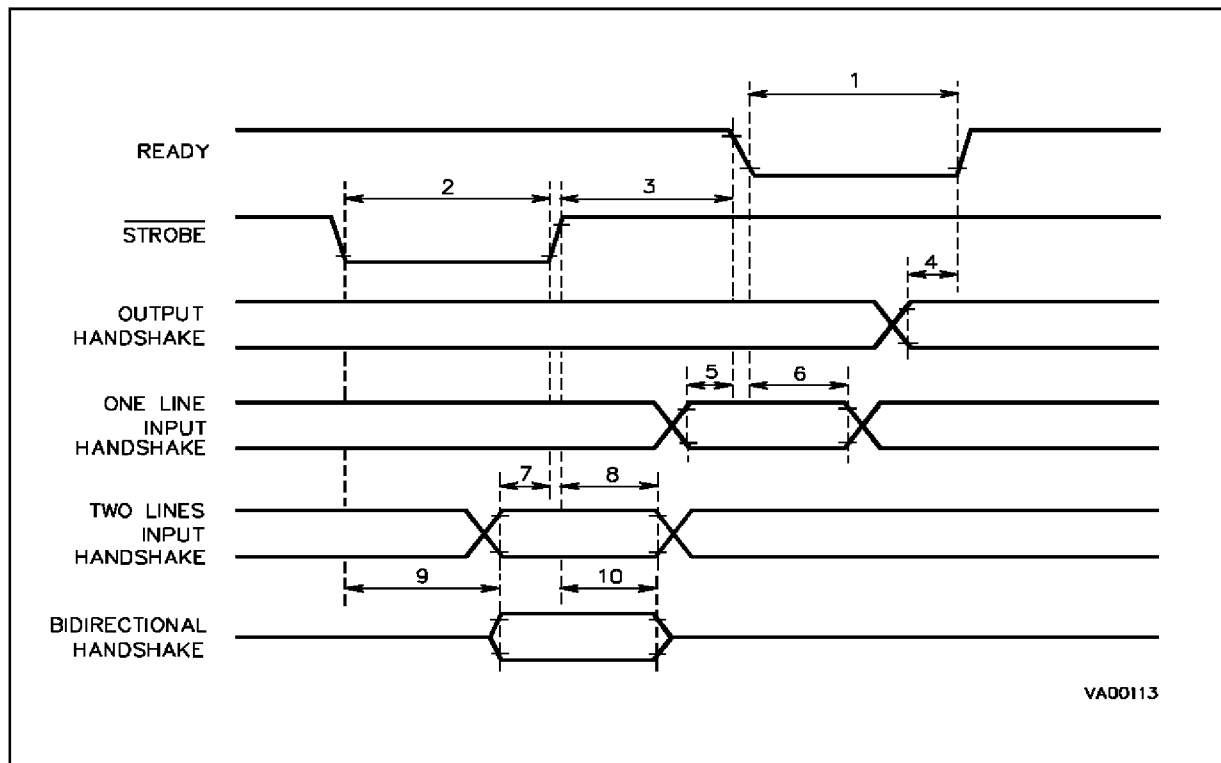 1
READY
2
3
STROBE
4
OUTPUT
HANDSHAKE
5
6
ONE LINE
INPUT
HANDSHAKE
7
8
TWO LINES
INPUT
HANDSHAKE
9
10
BIDIRECTIONAL
HANDSHAKE
VA00113